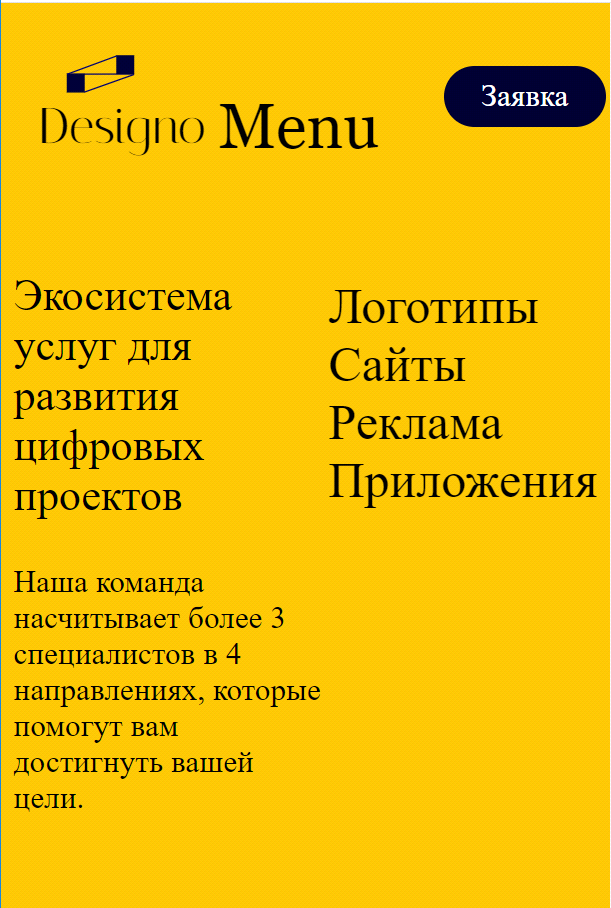 Designo Menu
Заявка
Экосистема
услуг для
развития
цифровых
проектов
Логотипы
Сайты
Реклама
Приложения
Наша команда
насчитывает более 3
специалистов в 4
направлениях, которые
помогут вам
достигнуть вашей
цели.